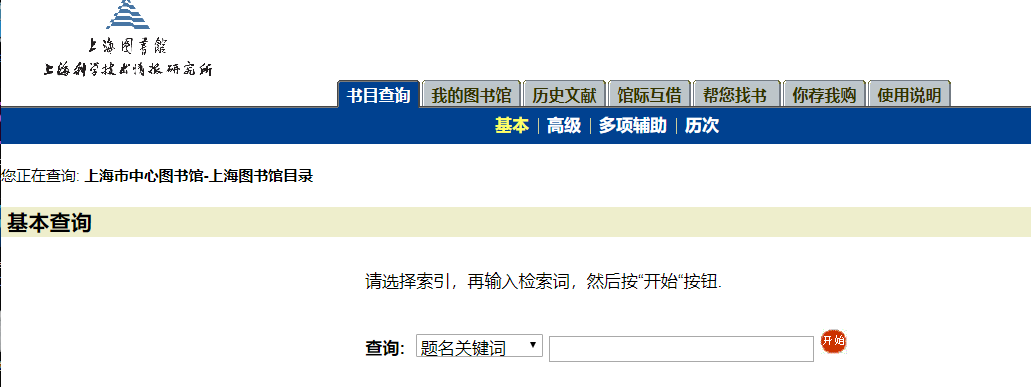 上海图书館
上海科学技术情报研究所
书目查询 我的图书馆 历史文献 馆际互借 帮您找书 你荐我购 使用说明
基本 | 高级 | 多项辅助 | 历次
您正在查询: 上海市中心图书馆-上海图书馆目录
基本查询
请选择索引，再输入检索词，然后按“开始“按钮.
查询: 题名关键词 开始